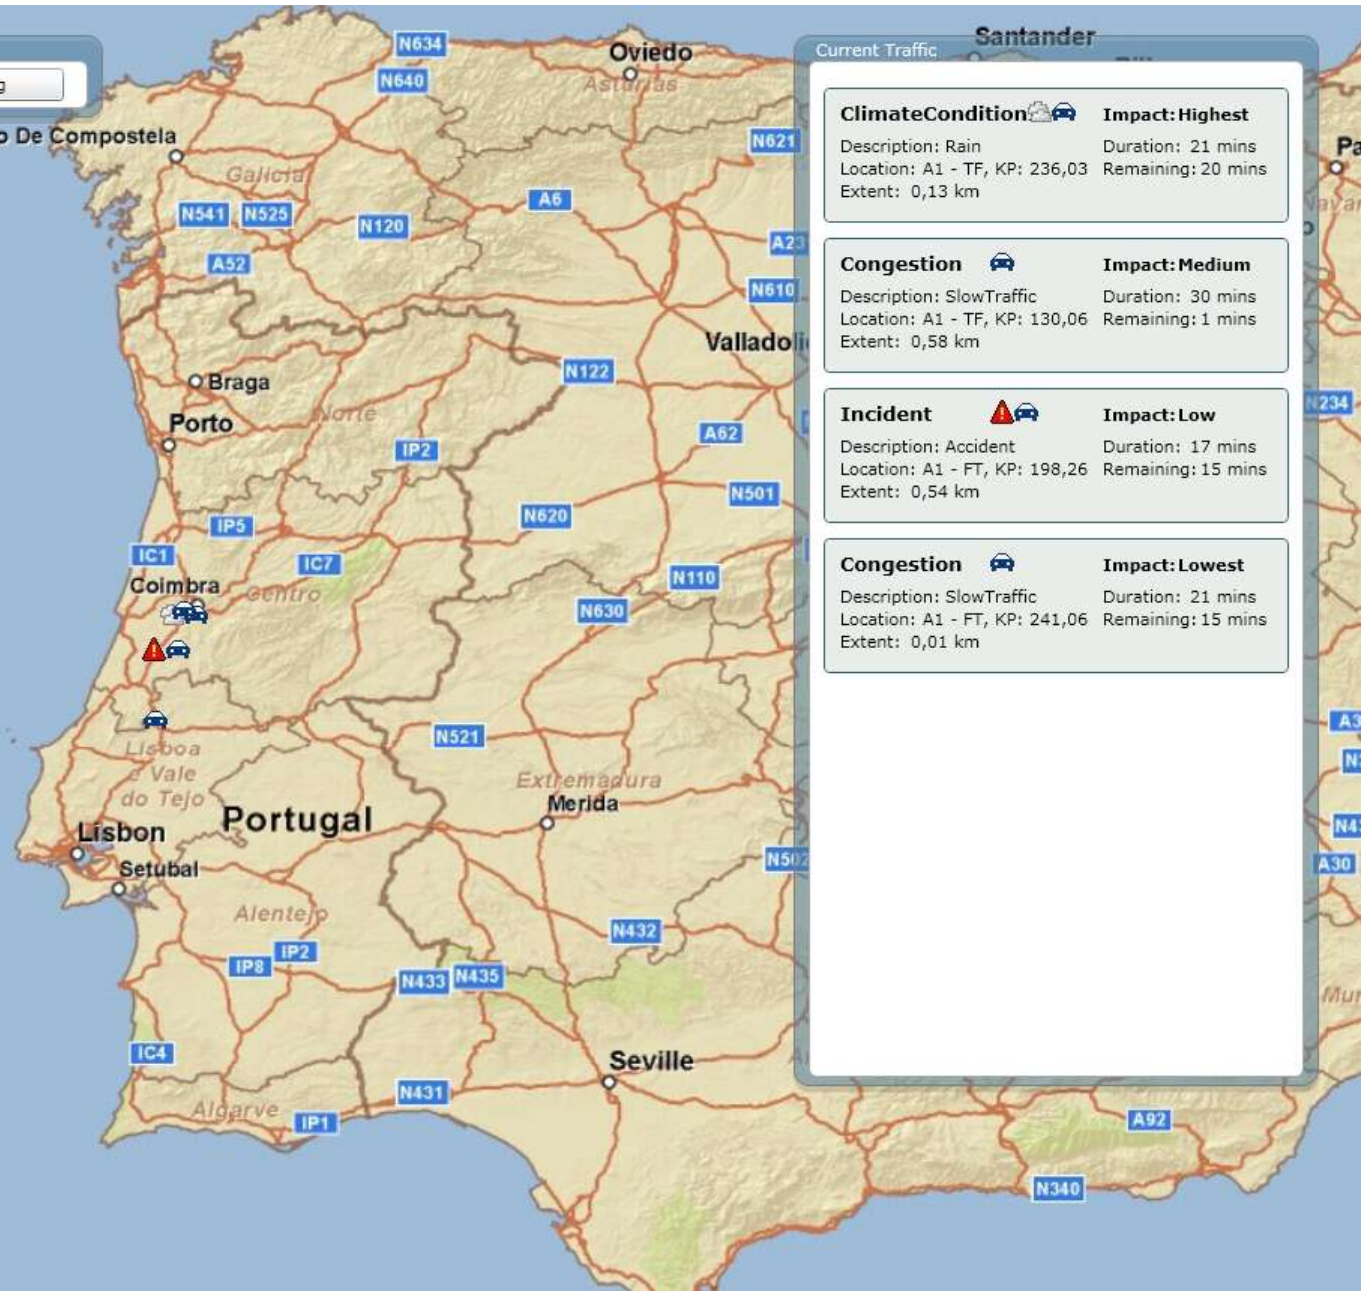 g
Santander
Oviedo
Asturias
N634
N640
o De Compostela
Galicia
N541
N525
N120
A6
N621
A52
N610
Valladoli
Braga
Porto
Norte
N122
IP2
A62
N501
N620
IP5
IC1
IC7
Coimbra
Centro
N110
N630
N521
Lisboa
e Vale
do Tejo
Extremadura
Merida
Portugal
Lisbon
Setubal
N502
Alentejo
N432
IP2
IP8
N433
N435
IC4
Seville
N431
Algarve
IP1
A92
N340
Current Traffic
ClimateCondition Impact: Highest
Description: Rain Duration: 21 mins
Location: A1 - TF, KP: 236,03 Remaining: 20 mins
Extent: 0,13 km
Congestion Impact: Medium
Description: SlowTraffic Duration: 30 mins
Location: A1 - TF, KP: 130,06 Remaining: 1 mins
Extent: 0,58 km
Incident Impact: Low
Description: Accident Duration: 17 mins
Location: A1 - FT, KP: 198,26 Remaining: 15 mins
Extent: 0,54 km
Congestion Impact: Lowest
Description: SlowTraffic Duration: 21 mins
Location: A1 - FT, KP: 241,06 Remaining: 15 mins
Extent: 0,01 km
Pa
Navar
N234
A30
Mur